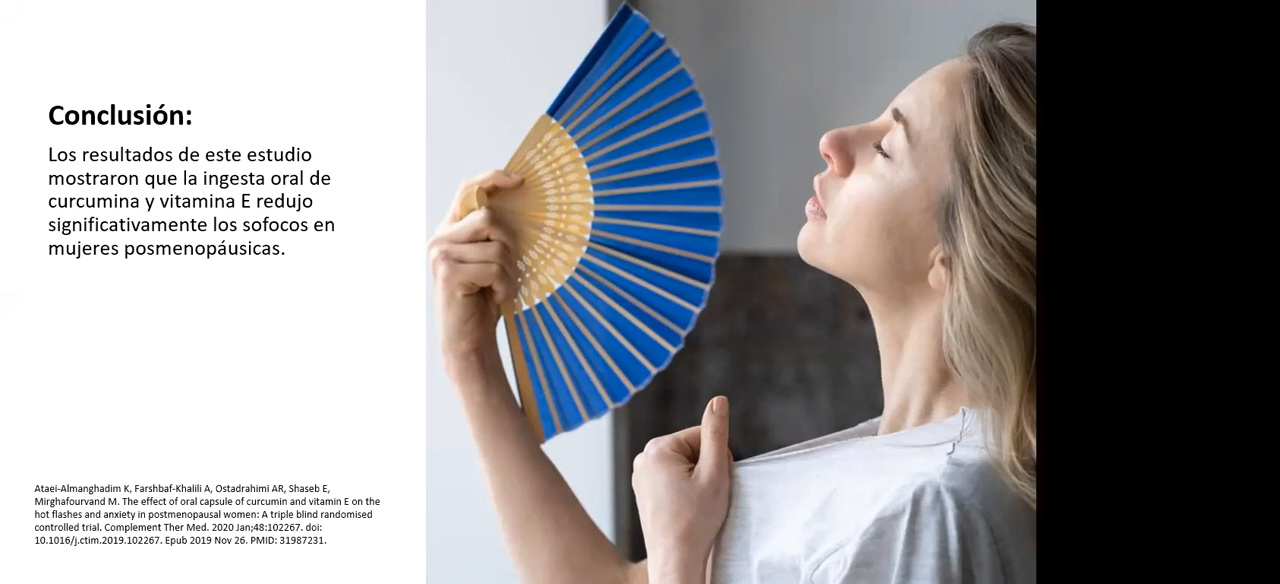 Conclusión:
Los resultados de este estudio
mostraron que la ingesta oral de
curcumina y vitamina E redujo
significativamente los sofocos en
mujeres posmenopáusicas.
Ataei-Almanghadim K, Farshbaf-Khalili A, Ostadrahimi AR, Shaseb E,
Mirghafourvand M. The effect of oral capsule of curcumin and vitamin E on the
hot flashes and anxiety in postmenopausal women: A triple blind randomised
controlled trial. Complement Ther Med. 2020 Jan;48:102267. doi:
10.1016/j.ctim.2019.102267. Epub 2019 Nov 26. PMID: 31987231.